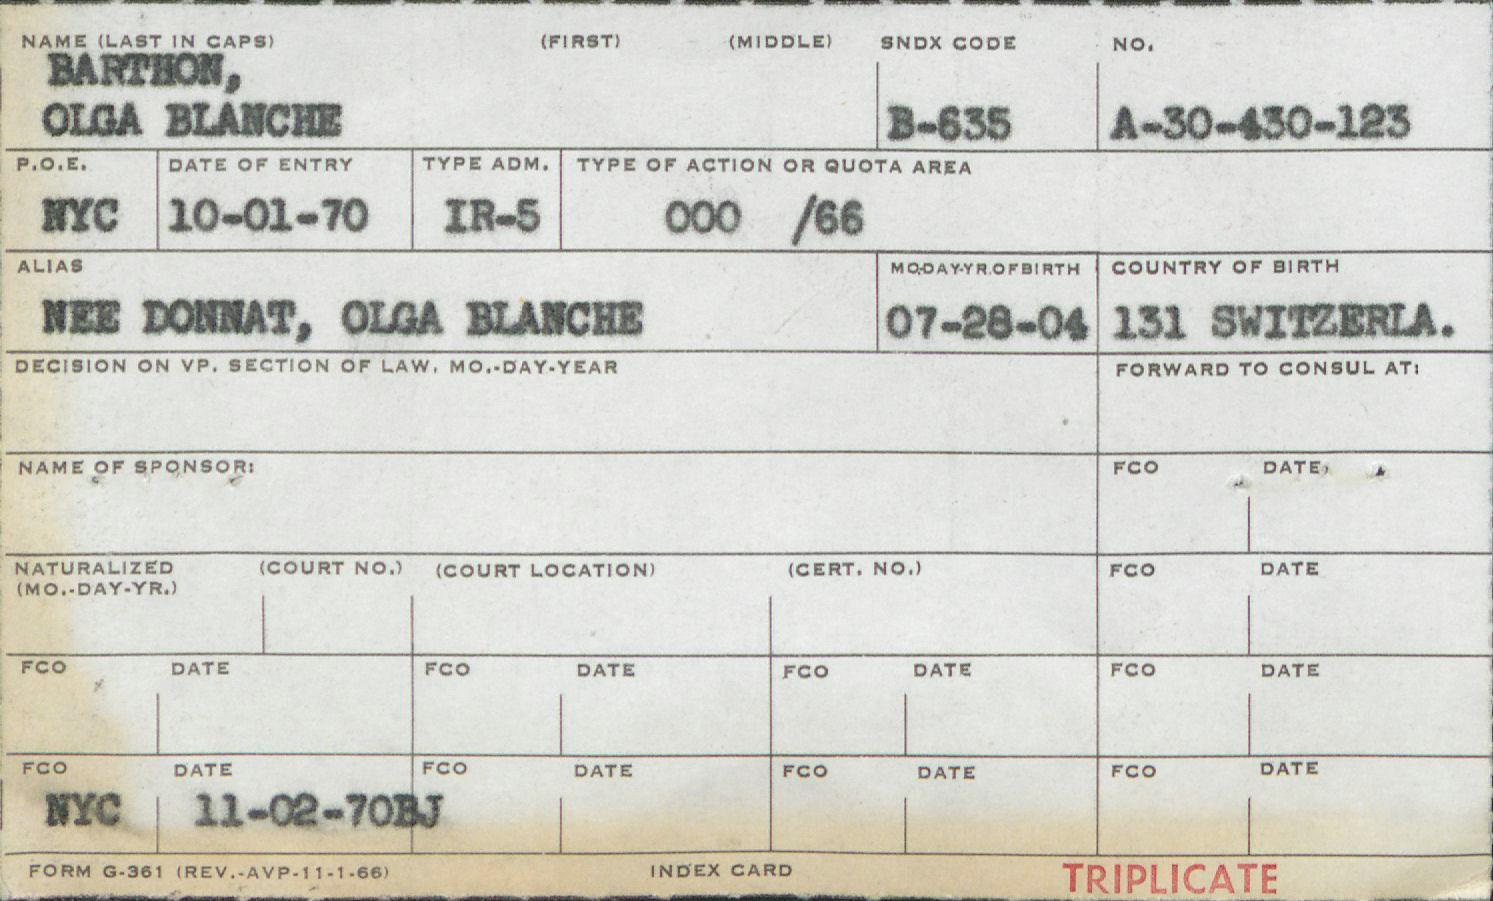 NAME (LAST IN CAPS) (FIRST) (MIDDLE) SNDX CODE NO.
BARTHON,
OLGA BLANCHE B-635 A-30-430-123
P.O.E. DATE OF ENTRY TYPE ADM. TYPE OF ACTION OR QUOTA AREA
NYC 10-01-70 IR-5 000 /66
ALIAS MO-DAY-YR.OF BIRTH COUNTRY OF BIRTH
NEE DONNAT, OLGA BLANCHE 07-28-04 131 SWITZERLA.
DECISION ON VP. SECTION OF LAW. MO.-DAY-YEAR FORWARD TO CONSUL AT:
NAME OF SPONSOR: FCO DATE
NATURALIZED (COURT NO.) (COURT LOCATION) (CERT. NO.) FCO DATE
(MO.-DAY-YR.)
FCO DATE FCO DATE FCO DATE FCO DATE
FCO DATE FCO DATE FCO DATE FCO DATE
NYC 11-02-70BJ
FORM G-361 (REV.-AVP-11-1-66) INDEX CARD TRIPLICATE